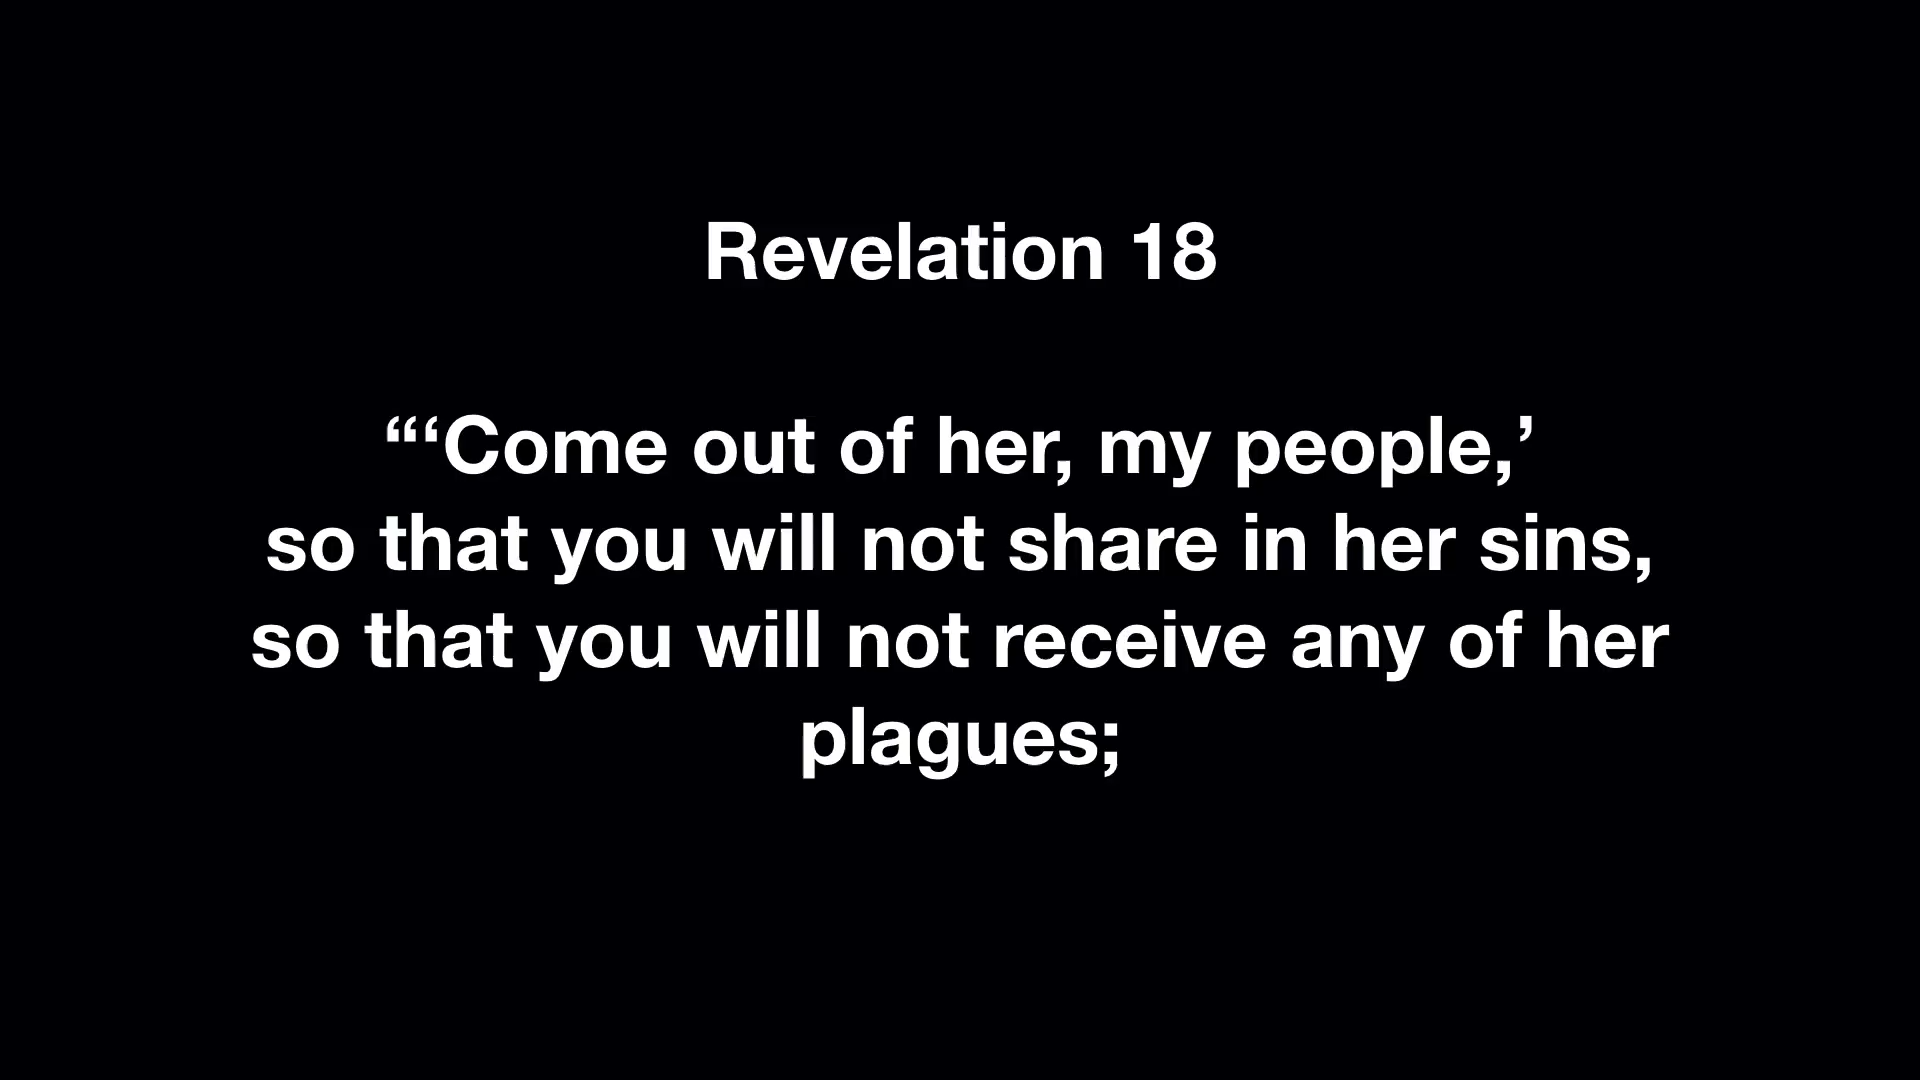 Revelation 18
“‘Come out of her, my people,’
so that you will not share in her sins,
so that you will not receive any of her
plagues;